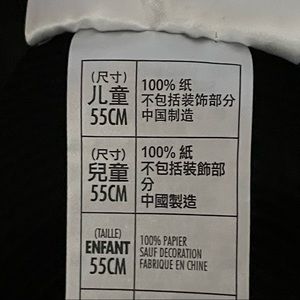 (尺寸)
儿童
55CM
100% 纸
不包括装饰部分
中国制造
(尺寸)
兒童
55CM
100% 紙
不包括裝飾部
分
中國製造
(TAILLE)
ENFANT
55CM
100% PAPIER
SAUF DECORATION
FABRIQUE EN CHINE